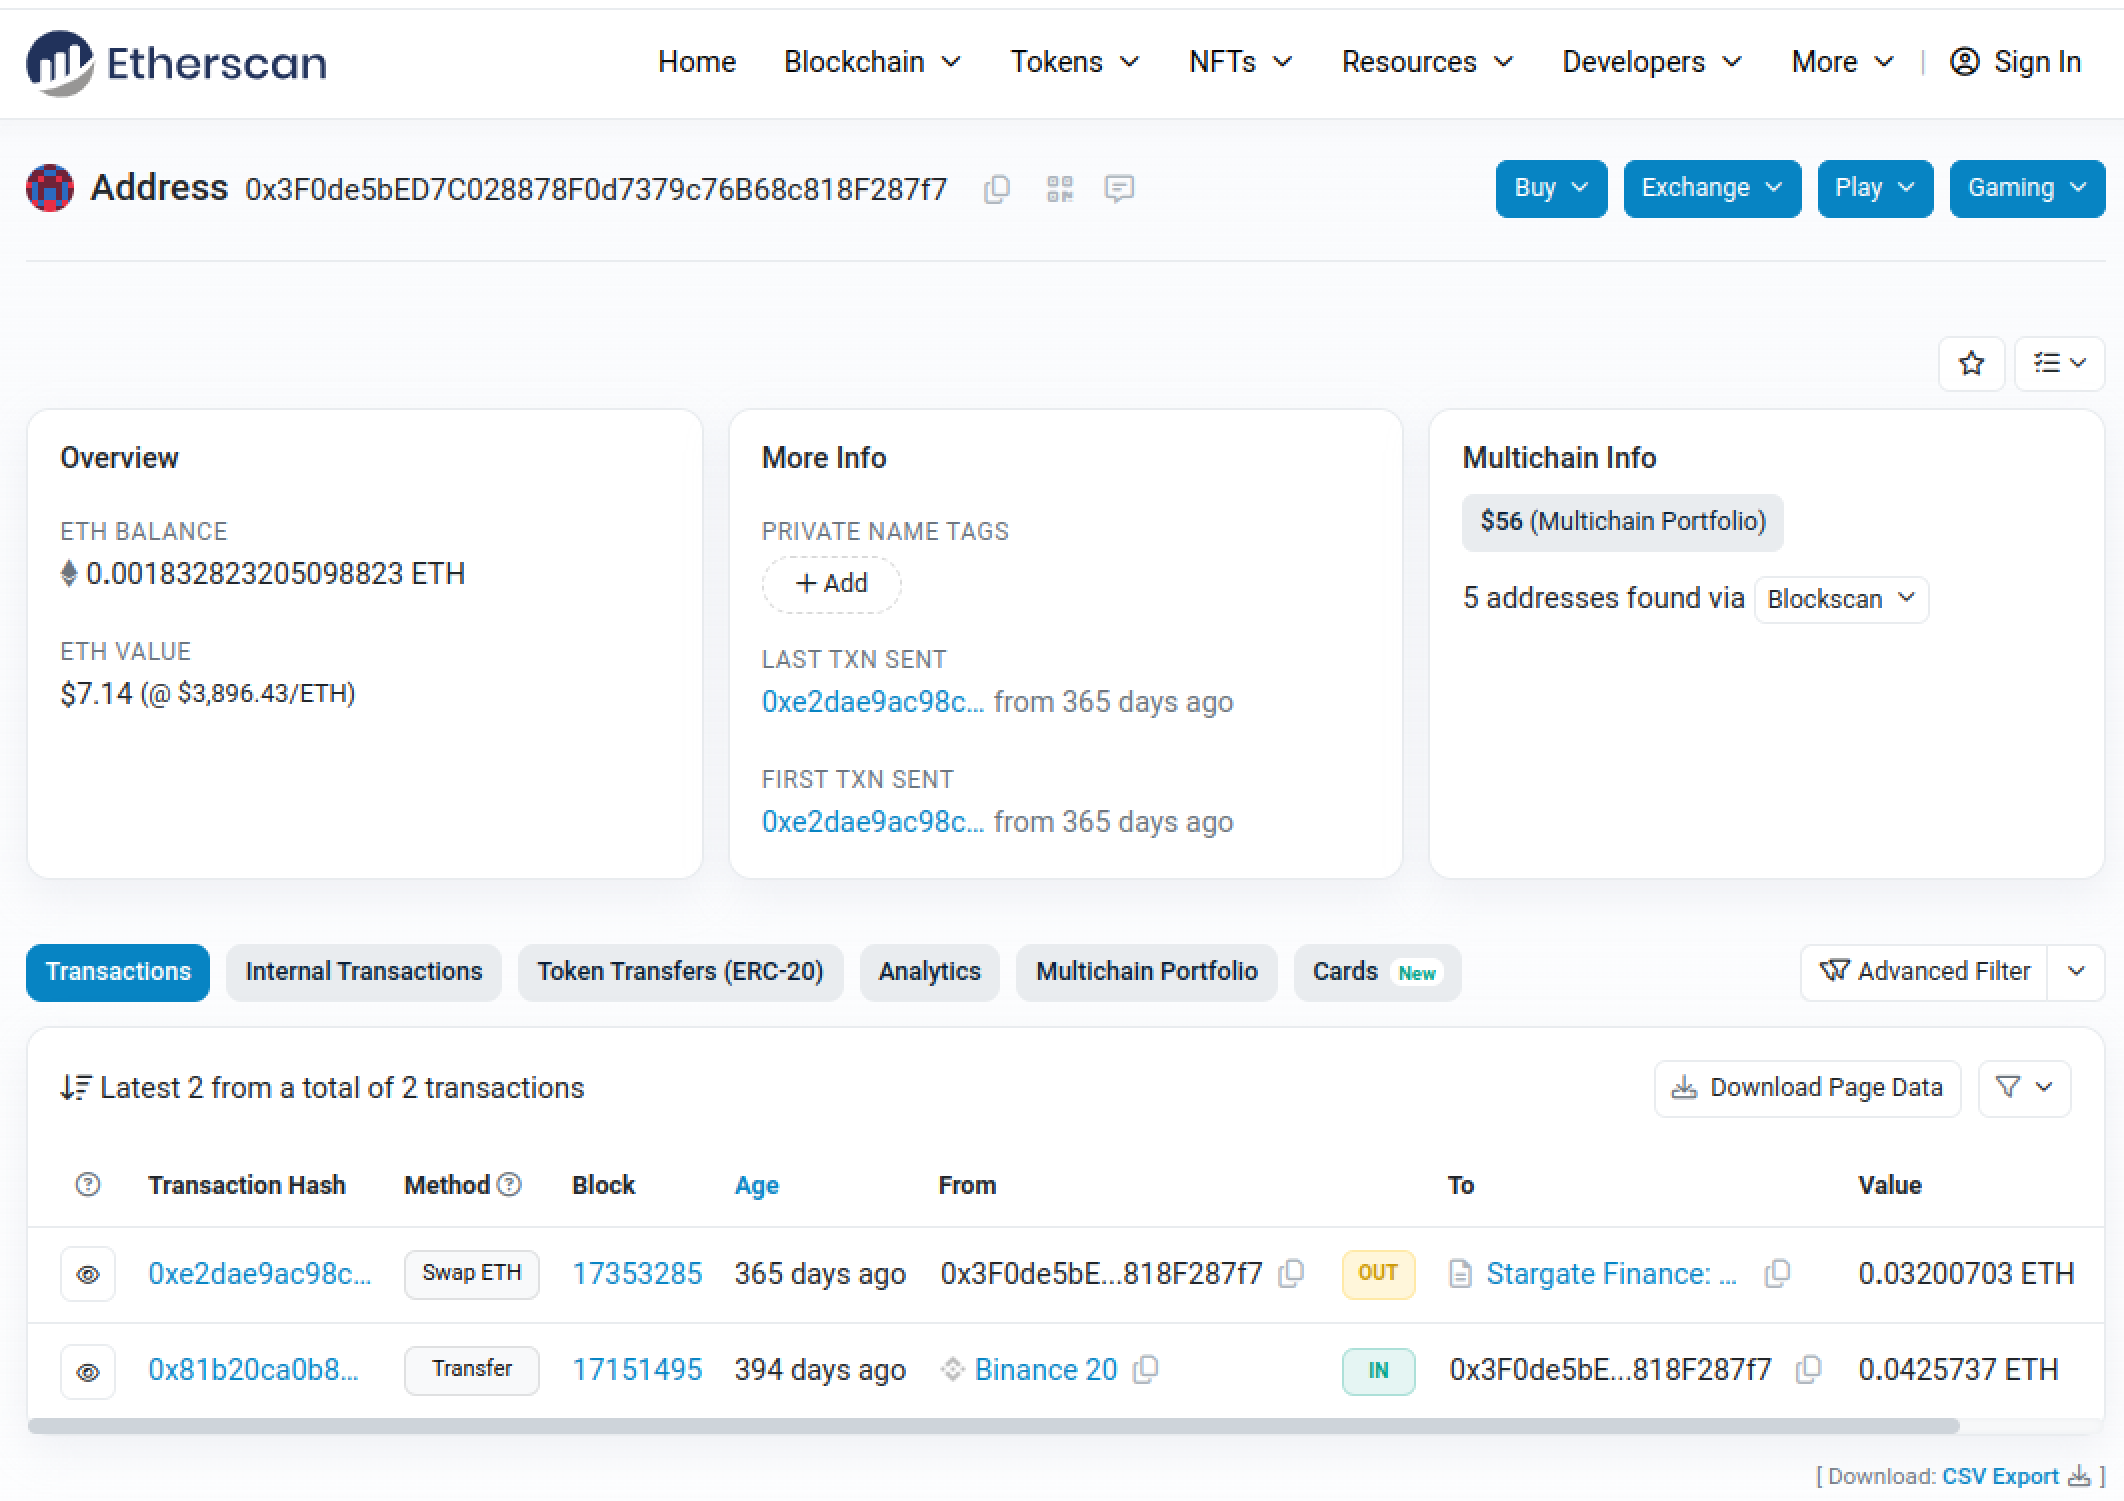 Etherscan
Home Blockchain Tokens NFTs Resources Developers More | Sign In
Address 0x3F0de5bED7C028878F0d7379c76B68c818F287f7
Buy Exchange Play Gaming
Overview
ETH BALANCE
0.001832823205098823 ETH
ETH VALUE
$7.14 (@ $3,896.43/ETH)
More Info
PRIVATE NAME TAGS
+ Add
LAST TXN SENT
0xe2dae9ac98c... from 365 days ago
FIRST TXN SENT
0xe2dae9ac98c... from 365 days ago
Multichain Info
$56 (Multichain Portfolio)
5 addresses found via Blockscan
Transactions Internal Transactions Token Transfers (ERC-20) Analytics Multichain Portfolio Cards New Advanced Filter
Latest 2 from a total of 2 transactions Download Page Data
Transaction Hash Method Block Age From To Value
0xe2dae9ac98c... Swap ETH 17353285 365 days ago 0x3F0de5bE...818F287f7 OUT Stargate Finance: ... 0.03200703 ETH
0x81b20ca0b8... Transfer 17151495 394 days ago Binance 20 IN 0x3F0de5bE...818F287f7 0.0425737 ETH
[ Download: CSV Export ]